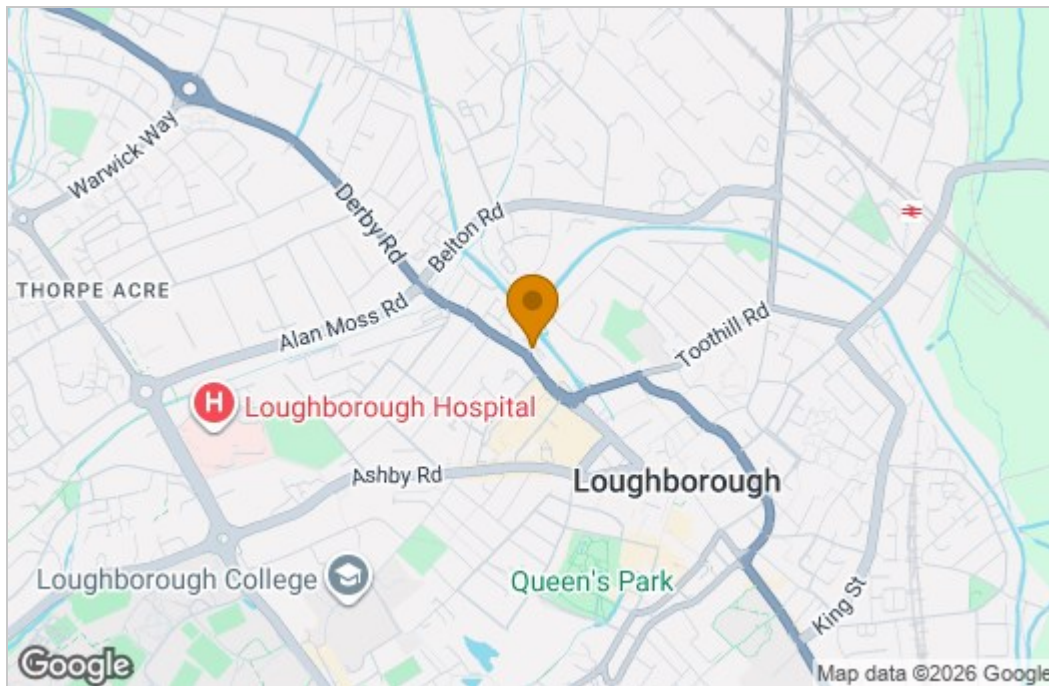 Warwick Way
Derby Rd
Belton Rd
THORPE ACRE
Alan Moss Rd
Toothill Rd
H
Loughborough Hospital
Ashby Rd
Loughborough
Loughborough College
Queen's Park
King St
Google
Map data ©2026 Google